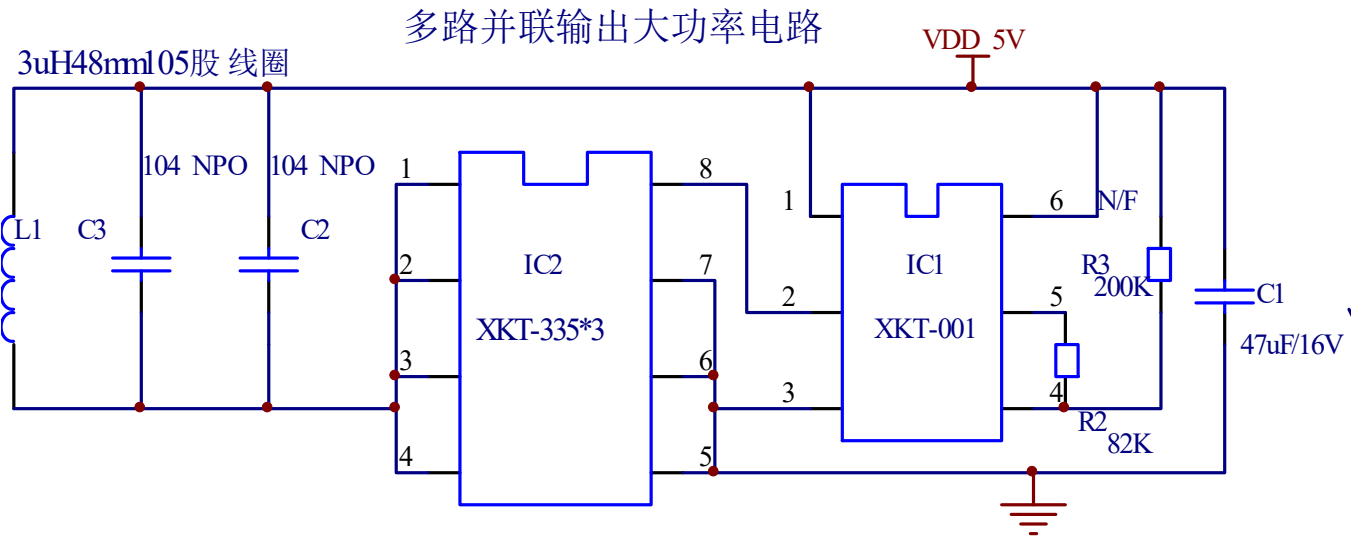 多路并联输出大功率电路
VDD 5V
3uH48mm105股 线圈
104 NPO
104 NPO
1
8
1
6
N/F
L1
C3
C2
2
IC2
7
IC1
R3
200K
C1
XKT-335*3
2
XKT-001
5
47uF/16V
3
6
3
4
R2
82K
4
5